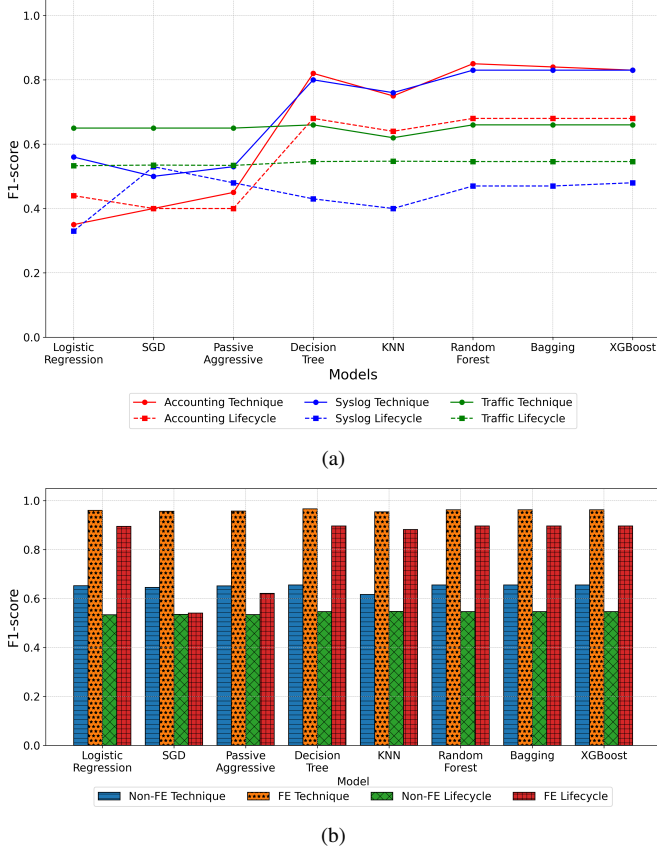 1.0
0.8
0.6
0.4
0.2
0.0
F1-score
Logistic Regression
SGD
Passive Aggressive
Decision Tree
KNN
Random Forest
Bagging
XGBoost
Models
Accounting Technique
Syslog Technique
Traffic Technique
Accounting Lifecycle
Syslog Lifecycle
Traffic Lifecycle
(a)
1.0
0.8
0.6
0.4
0.2
0.0
F1-score
Logistic Regression
SGD
Passive Aggressive
Decision Tree
KNN
Random Forest
Bagging
XGBoost
Model
Non-FE Technique
FE Technique
Non-FE Lifecycle
FE Lifecycle
(b)